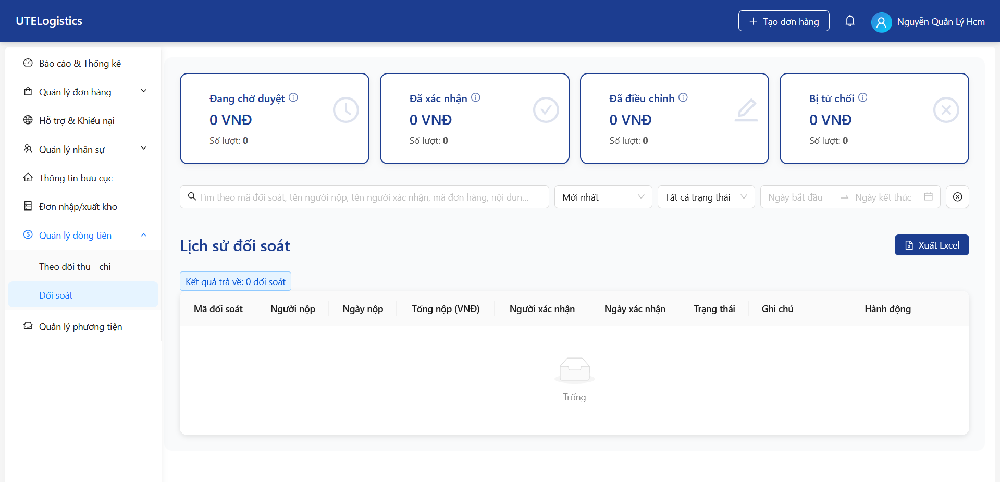 UTELogistics
Tạo đơn hàng
Nguyễn Quản Lý Hcm
Báo cáo & Thống kê
Quản lý đơn hàng
Hỗ trợ & Khiếu nại
Quản lý nhân sự
Thông tin bưu cục
Đơn nhập/xuất kho
Quản lý dòng tiền
Theo dõi thu - chi
Đối soát
Quản lý phương tiện
Đang chờ duyệt
0 VNĐ
Số lượt: 0
Đã xác nhận
0 VNĐ
Số lượt: 0
Đã điều chỉnh
0 VNĐ
Số lượt: 0
Bị từ chối
0 VNĐ
Số lượt: 0
Tìm theo mã đối soát, tên người nộp, tên người xác nhận, mã đơn hàng, nội dun...
Mới nhất
Tất cả trạng thái
Ngày bắt đầu
Ngày kết thúc
Lịch sử đối soát
Xuất Excel
Kết quả trả về: 0 đối soát
Mã đối soát
Người nộp
Ngày nộp
Tổng nộp (VNĐ)
Người xác nhận
Ngày xác nhận
Trạng thái
Ghi chú
Hành động
Trống